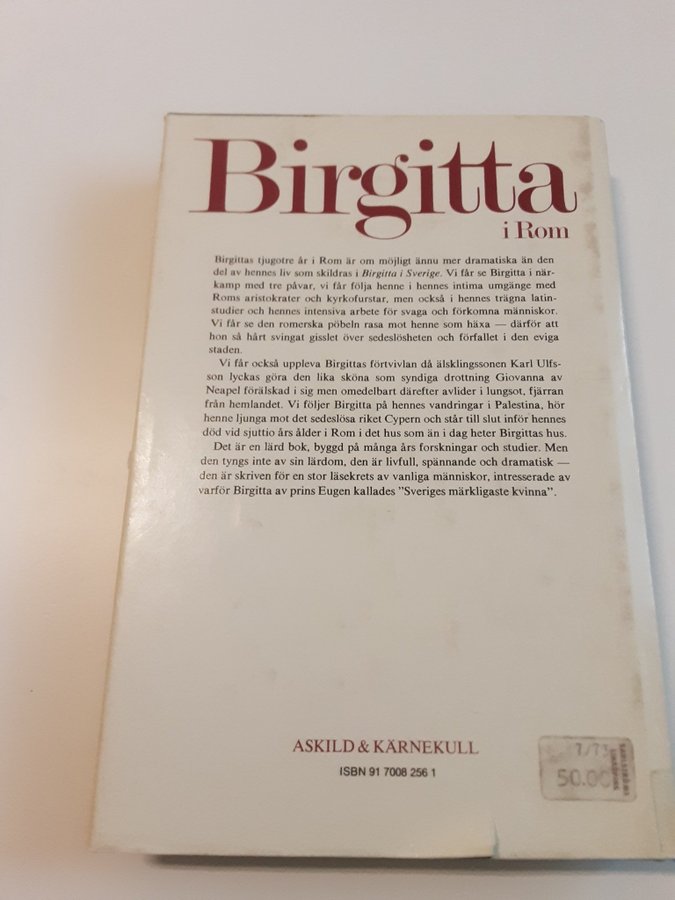 Birgitta
i Rom
Birgittas tjugotre år i Rom är om möjligt ännu mer dramatiska än den
del av hennes liv som skildras i Birgitta i Sverige. Vi får se Birgitta i när-
kamp med tre påvar, vi får följa henne i hennes intima umgänge med
Roms aristokrater och kyrkofurstar, men också i hennes trägna latin-
studier och hennes intensiva arbete för svaga och förkomna människor.
Vi får se den romerska pöbeln rasa mot henne som häxa — därför att
hon så hårt svingat gisslet över sedeslösheten och förfallet i den eviga
staden.
Vi får också uppleva Birgittas förtvivlan då älsklingssonen Karl Ulfs-
son lyckas göra den lika sköna som syndiga drottning Giovanna av
Neapel förälskad i sig men omedelbart därefter avlider i lungsot, fjärran
från hemlandet. Vi följer Birgitta på hennes vandringar i Palestina, hör
henne ljunga mot det sedeslösa riket Cypern och står till slut inför hennes
död vid sjuttio års ålder i Rom i det hus som än i dag heter Birgittas hus.
Det är en lärd bok, byggd på många års forskningar och studier. Men
den tyngs inte av sin lärdom, den är livfull, spännande och dramatisk —
den är skriven för en stor läsekrets av vanliga människor, intresserade av
varför Birgitta av prins Eugen kallades ”Sveriges märkligaste kvinna”.
ASKILD & KÄRNEKULL
ISBN 91 7008 256 1
7/73
50.00